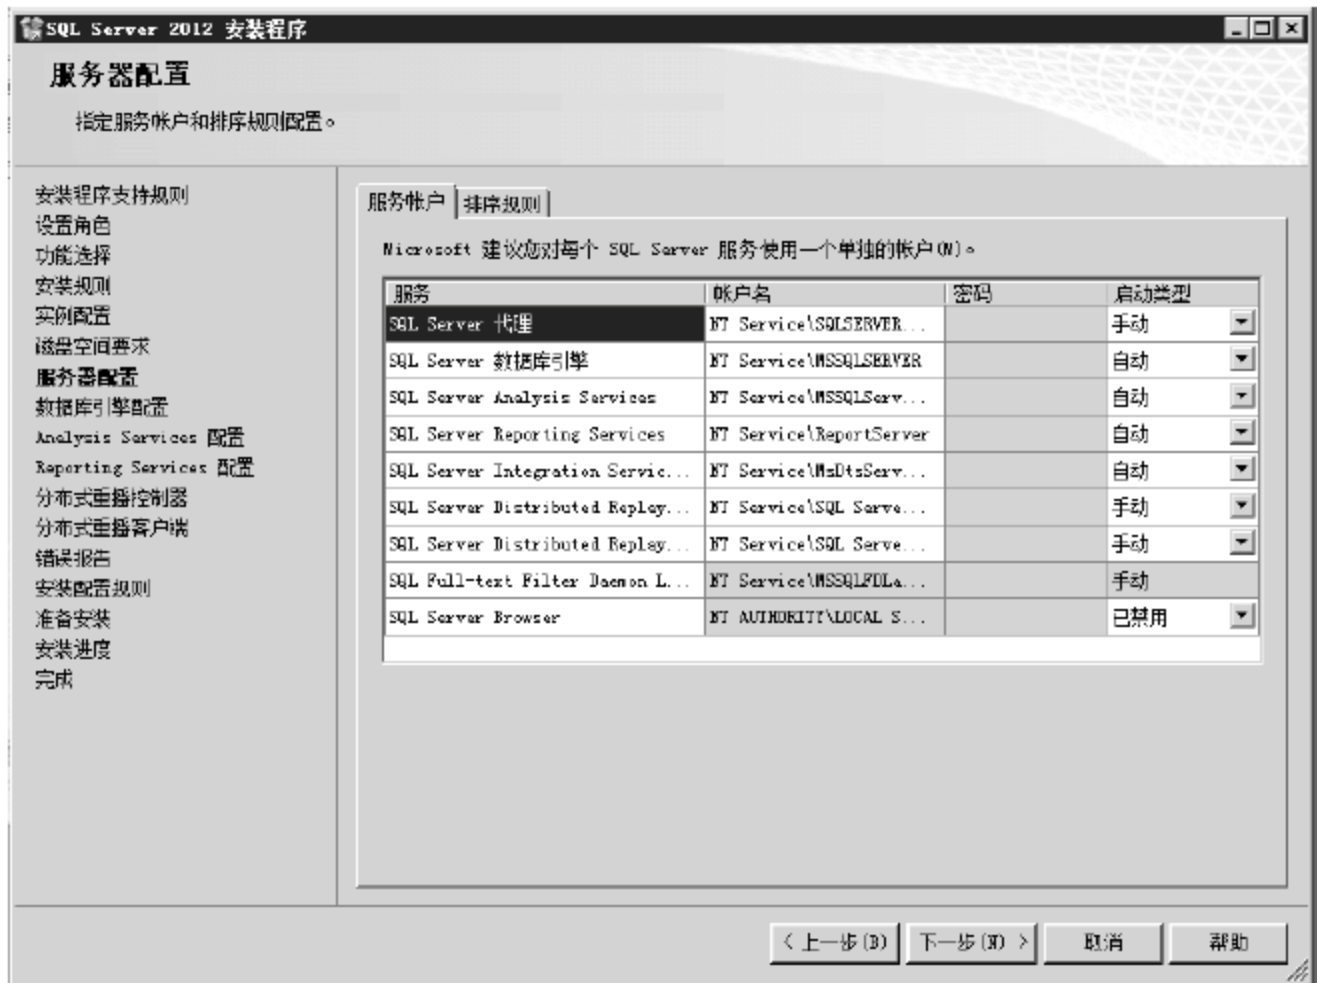 SQL Server 2012 安装程序
服务器配置
指定服务帐户和排序规则配置。
安装程序支持规则
设置角色
功能选择
安装规则
实例配置
磁盘空间要求
服务器配置
数据库引擎配置
Analysis Services 配置
Reporting Services 配置
分布式重播控制器
分布式重播客户端
错误报告
安装配置规则
准备安装
安装进度
完成
服务帐户 排序规则
Microsoft 建议您对每个 SQL Server 服务使用一个单独的帐户(M)。
服务 帐户名 密码 启动类型
SQL Server 代理 NT Service\SQLSERVER... 手动
SQL Server 数据库引擎 NT Service\MSSQLSERVER 自动
SQL Server Analysis Services NT Service\MSSQLServ... 自动
SQL Server Reporting Services NT Service\ReportServer 自动
SQL Server Integration Servic... NT Service\MsDtsServ... 自动
SQL Server Distributed Replay... NT Service\SQL Serve... 手动
SQL Server Distributed Replay... NT Service\SQL Serve... 手动
SQL Full-text Filter Daemon L... NT Service\MSSQLFDLa... 手动
SQL Server Browser NT AUTHORITY\LOCAL S... 已禁用
< 上一步(B) 下一步(N) > 取消 帮助